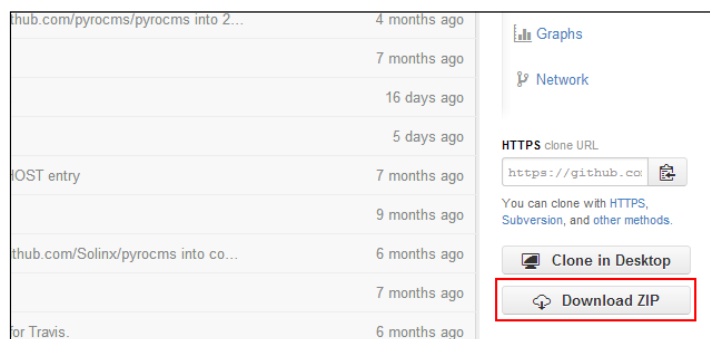 thub.com/pyrocms/pyrocms into 2... 4 months ago
7 months ago
16 days ago
5 days ago
HOST entry 7 months ago
9 months ago
thub.com/Solinx/pyrocms into co... 6 months ago
7 months ago
for Travis. 6 months ago
Graphs
Network
HTTPS clone URL
https://github.co
You can clone with HTTPS,
Subversion, and other methods.
Clone in Desktop
Download ZIP